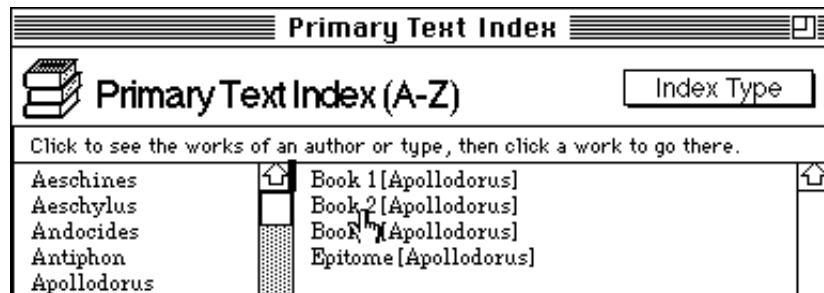 Primary Text Index
Primary Text Index (A-Z)
Index Type
Click to see the works of an author or type, then click a work to go there.
Aeschines
Aeschylus
Andocides
Antiphon
Apollodorus
Book 1 [Apollodorus]
Book 2 [Apollodorus]
Book [Apollodorus]
Epitome [Apollodorus]